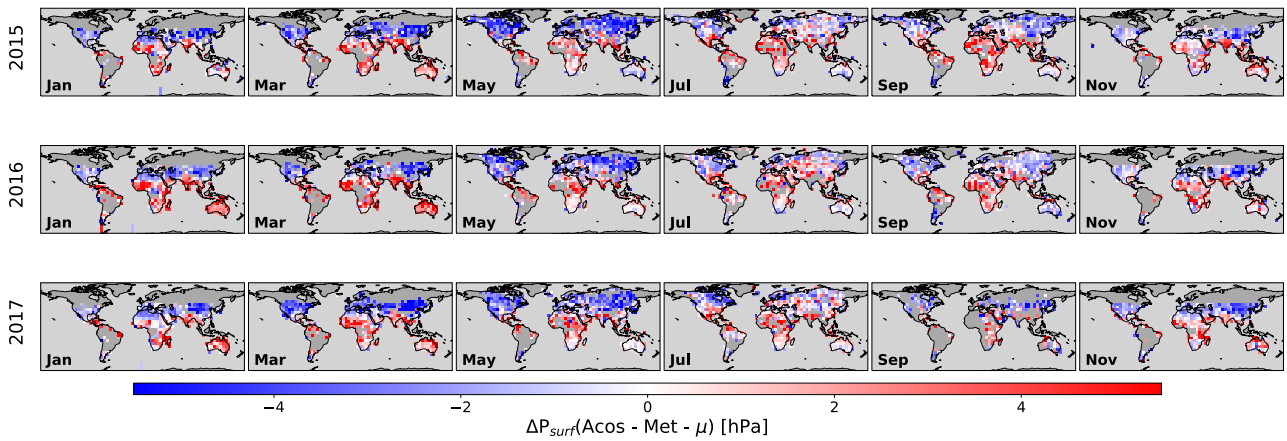 2015
Jan
Mar
May
Jul
Sep
Nov
2016
Jan
Mar
May
Jul
Sep
Nov
2017
Jan
Mar
May
Jul
Sep
Nov
−4 −2 0 2 4
ΔP_surf(Acos - Met - μ) [hPa]